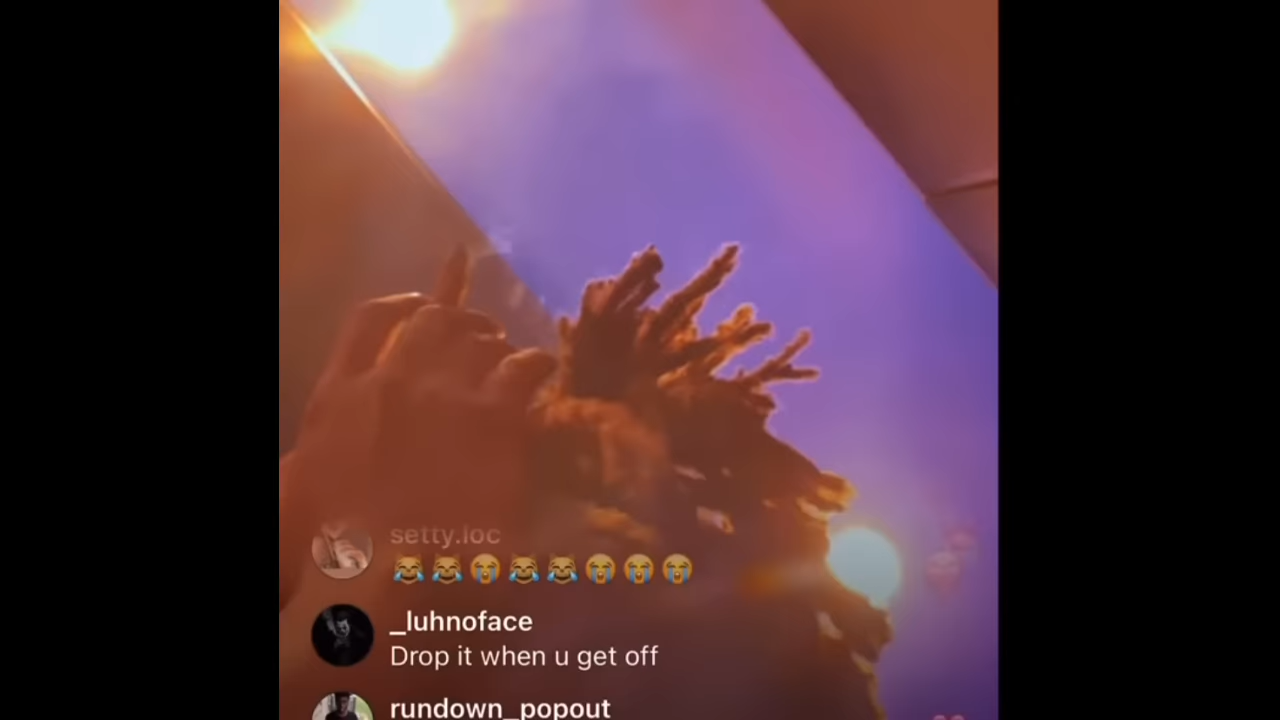 setty.loc
😹😹😭😹😹😭😭😭
_luhnoface
Drop it when u get off
rundown_popout